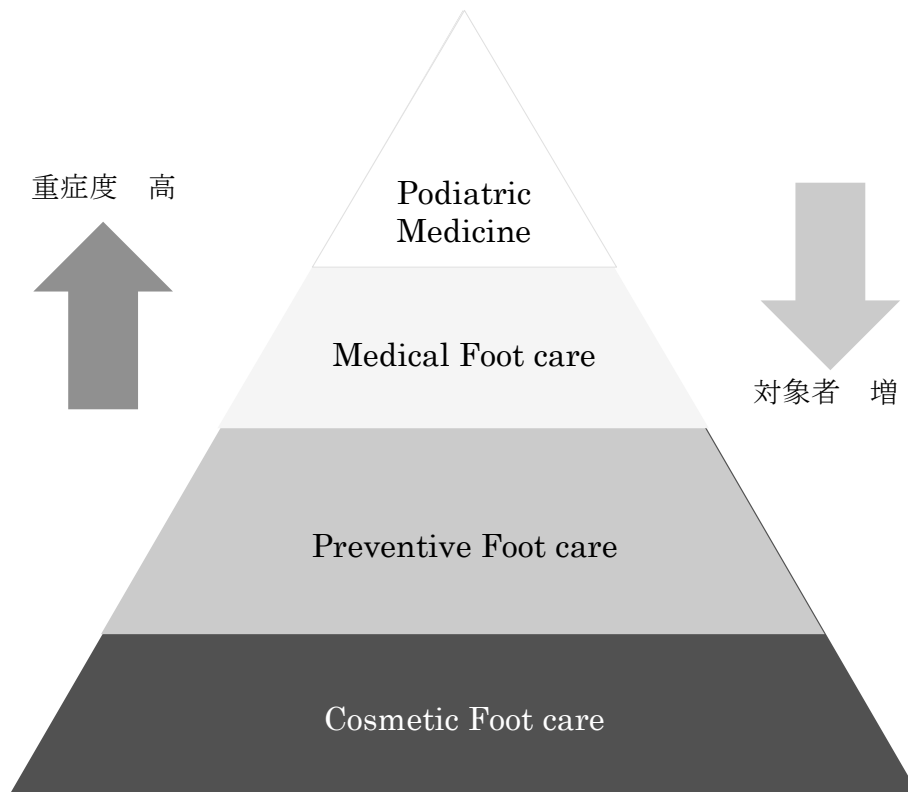 重症度　高
Podiatric
Medicine
Medical Foot care
対象者　増
Preventive Foot care
Cosmetic Foot care